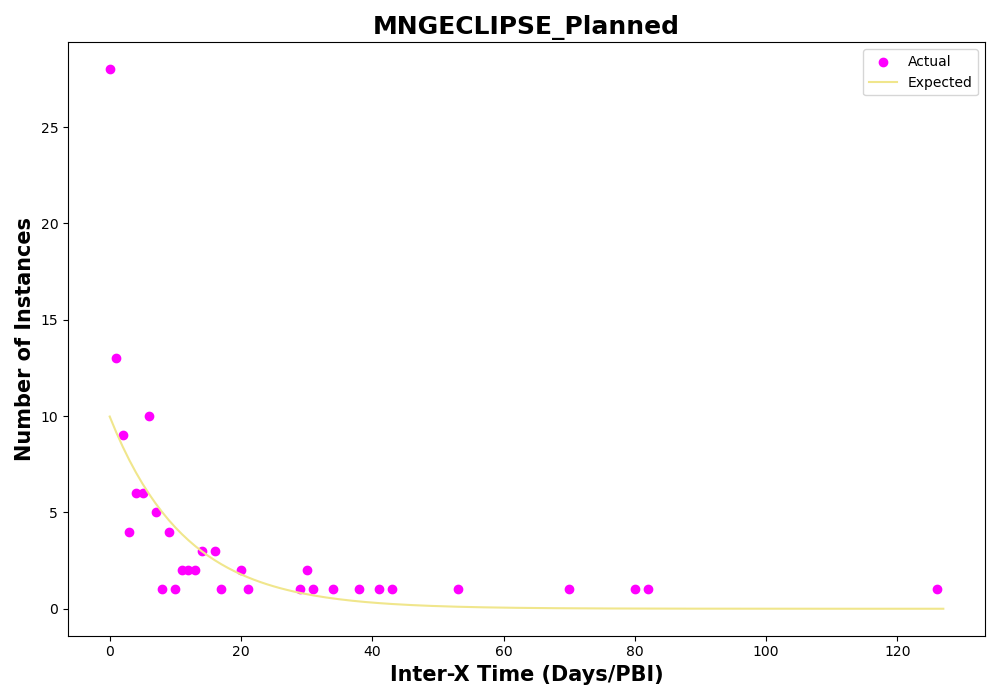 MNGECLIPSE_Planned
Actual
Expected
Number of Instances
25
20
15
10
5
0
0 20 40 60 80 100 120
Inter-X Time (Days/PBI)